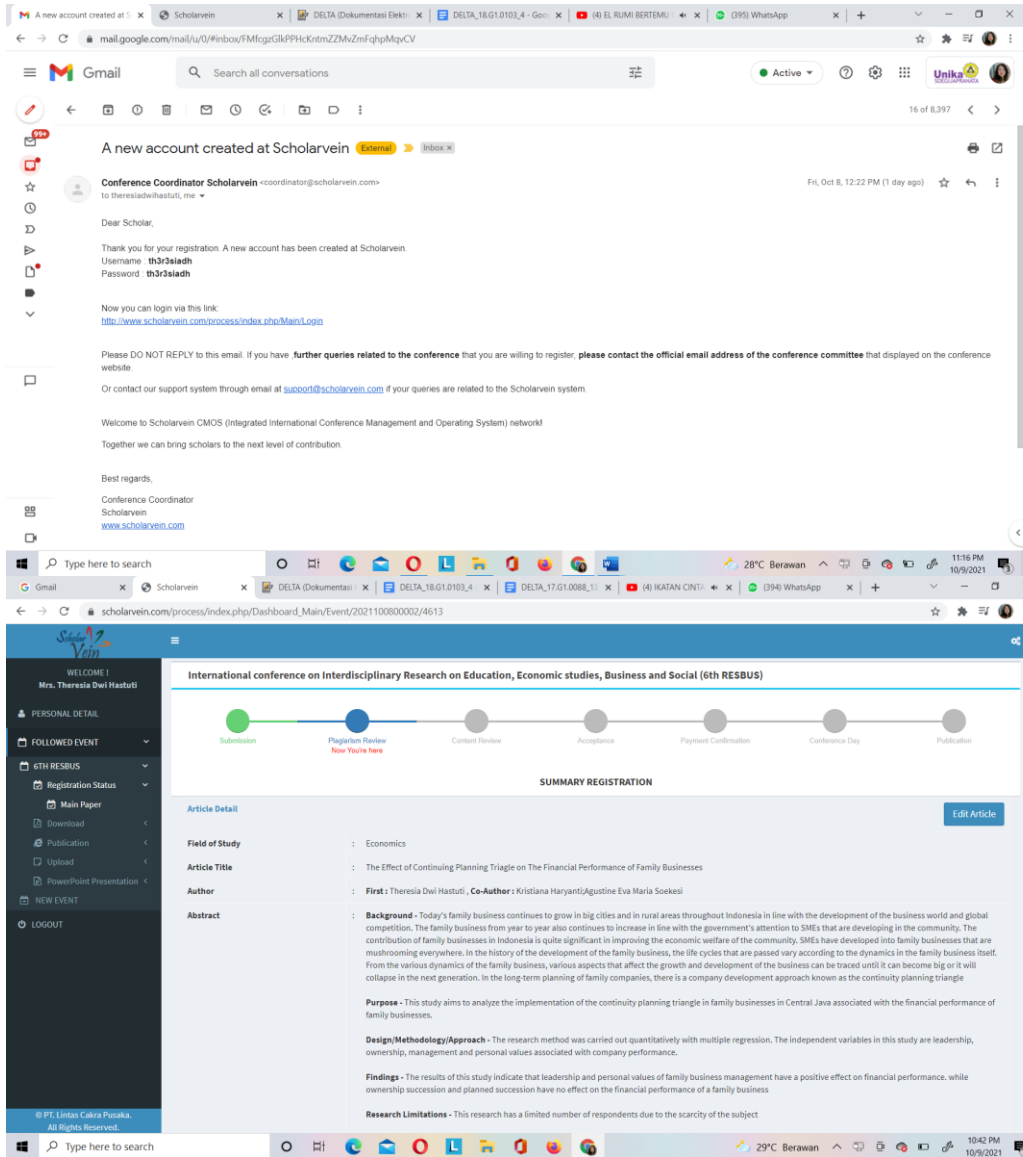 A new account created at S
Scholarvein
DELTA (Dokumentasi Elektr
DELTA_18.G1.0103_4 - Goo
(4) EL RUMI BERTEMU
(395) WhatsApp
mail.google.com/mail/u/0/#inbox/FMfcgzGlkPPHcKntmZZMvZmFqhpMqvCV
Gmail
Search all conversations
Active
Unika
SOEGIJAPRANATA
16 of 8,397
99+
A new account created at Scholarvein External Inbox x
Conference Coordinator Scholarvein <coordinator@scholarvein.com>
Fri, Oct 8, 12:22 PM (1 day ago)
to theresiadwihastuti, me
Dear Scholar,
Thank you for your registration. A new account has been created at Scholarvein.
Username : th3r3siadh
Password : th3r3siadh
Now you can login via this link:
http://www.scholarvein.com/process/index.php/Main/Login
Please DO NOT REPLY to this email. If you have ,further queries related to the conference that you are willing to register, please contact the official email address of the conference committee that displayed on the conference
website.
Or contact our support system through email at support@scholarvein.com if your queries are related to the Scholarvein system.
Welcome to Scholarvein CMOS (Integrated International Conference Management and Operating System) network!
Together we can bring scholars to the next level of contribution.
Best regards,
Conference Coordinator
Scholarvein
www.scholarvein.com
Type here to search
28°C Berawan
11:16 PM
10/9/2021
Gmail
Scholarvein
DELTA (Dokumentasi E
DELTA_18.G1.0103_4 -
DELTA_17.G1.0088_13
(4) IKATAN CINTA
(394) WhatsApp
scholarvein.com/process/index.php/Dashboard_Main/Event/2021100800002/4613
Scholar
Vein
WELCOME !
Mrs. Theresia Dwi Hastuti
PERSONAL DETAIL
FOLLOWED EVENT
6TH RESBUS
Registration Status
Main Paper
Download
Publication
Upload
PowerPoint Presentation
NEW EVENT
LOGOUT
© PT. Lintas Cakra Pusaka.
All Rights Reserved.
International conference on Interdisciplinary Research on Education, Economic studies, Business and Social (6th RESBUS)
Submission
Plagiarism Review
Now You're here
Content Review
Acceptance
Payment Confirmation
Conference Day
Publication
SUMMARY REGISTRATION
Article Detail
Edit Article
Field of Study : Economics
Article Title : The Effect of Continuing Planning Triagle on The Financial Performance of Family Businesses
Author : First : Theresia Dwi Hastuti , Co-Author : Kristiana Haryanti;Agustine Eva Maria Soekesi
Abstract : Background - Today's family business continues to grow in big cities and in rural areas throughout Indonesia in line with the development of the business world and global
competition. The family business from year to year also continues to increase in line with the government's attention to SMEs that are developing in the community. The
contribution of family businesses in Indonesia is quite significant in improving the economic welfare of the community. SMEs have developed into family businesses that are
mushrooming everywhere. In the history of the development of the family business, the life cycles that are passed vary according to the dynamics in the family business itself.
From the various dynamics of the family business, various aspects that affect the growth and development of the business can be traced until it can become big or it will
collapse in the next generation. In the long-term planning of family companies, there is a company development approach known as the continuity planning triangle
Purpose - This study aims to analyze the implementation of the continuity planning triangle in family businesses in Central Java associated with the financial performance of
family businesses.
Design/Methodology/Approach - The research method was carried out quantitatively with multiple regression. The independent variables in this study are leadership,
ownership, management and personal values associated with company performance.
Findings - The results of this study indicate that leadership and personal values of family business management have a positive effect on financial performance. while
ownership succession and planned succession have no effect on the financial performance of a family business
Research Limitations - This research has a limited number of respondents due to the scarcity of the subject
Type here to search
29°C Berawan
10:42 PM
10/9/2021